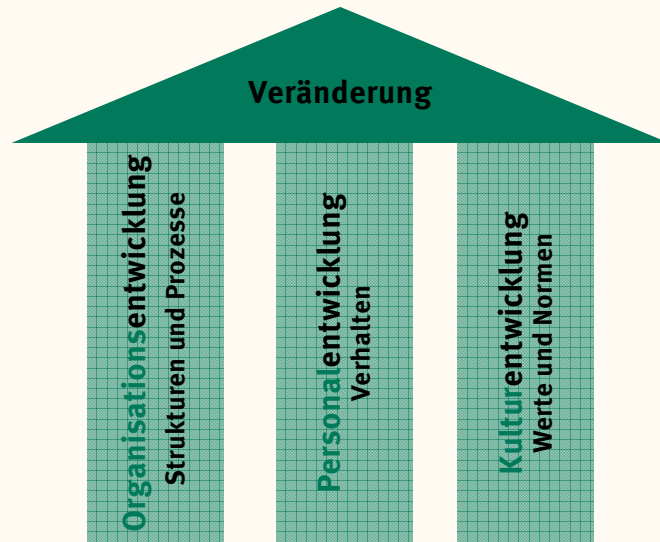 Veränderung
Organisationsentwicklung
Strukturen und Prozesse
Personalentwicklung
Verhalten
Kulturentwicklung
Werte und Normen